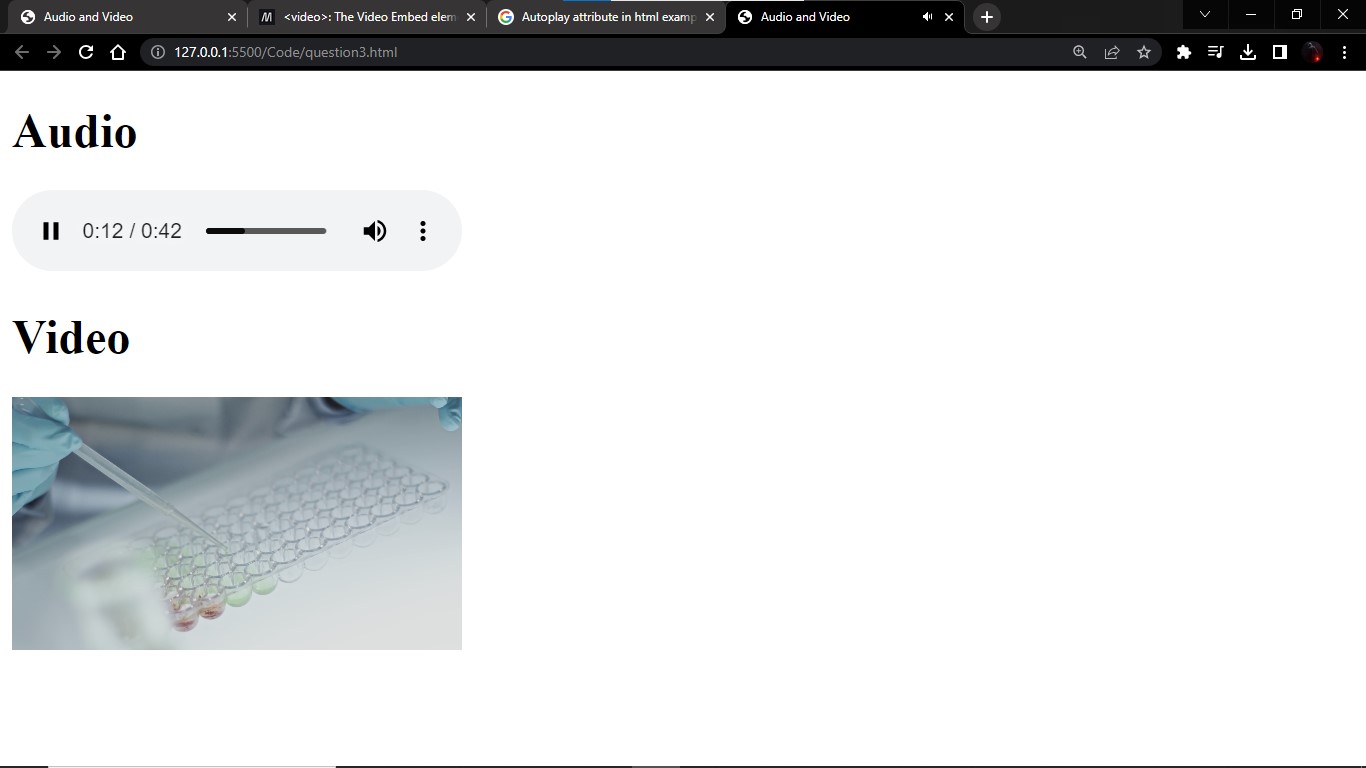 Audio and Video
<video>: The Video Embed elem
Autoplay attribute in html examp
Audio and Video
127.0.0.1:5500/Code/question3.html
Audio
0:12 / 0:42
Video